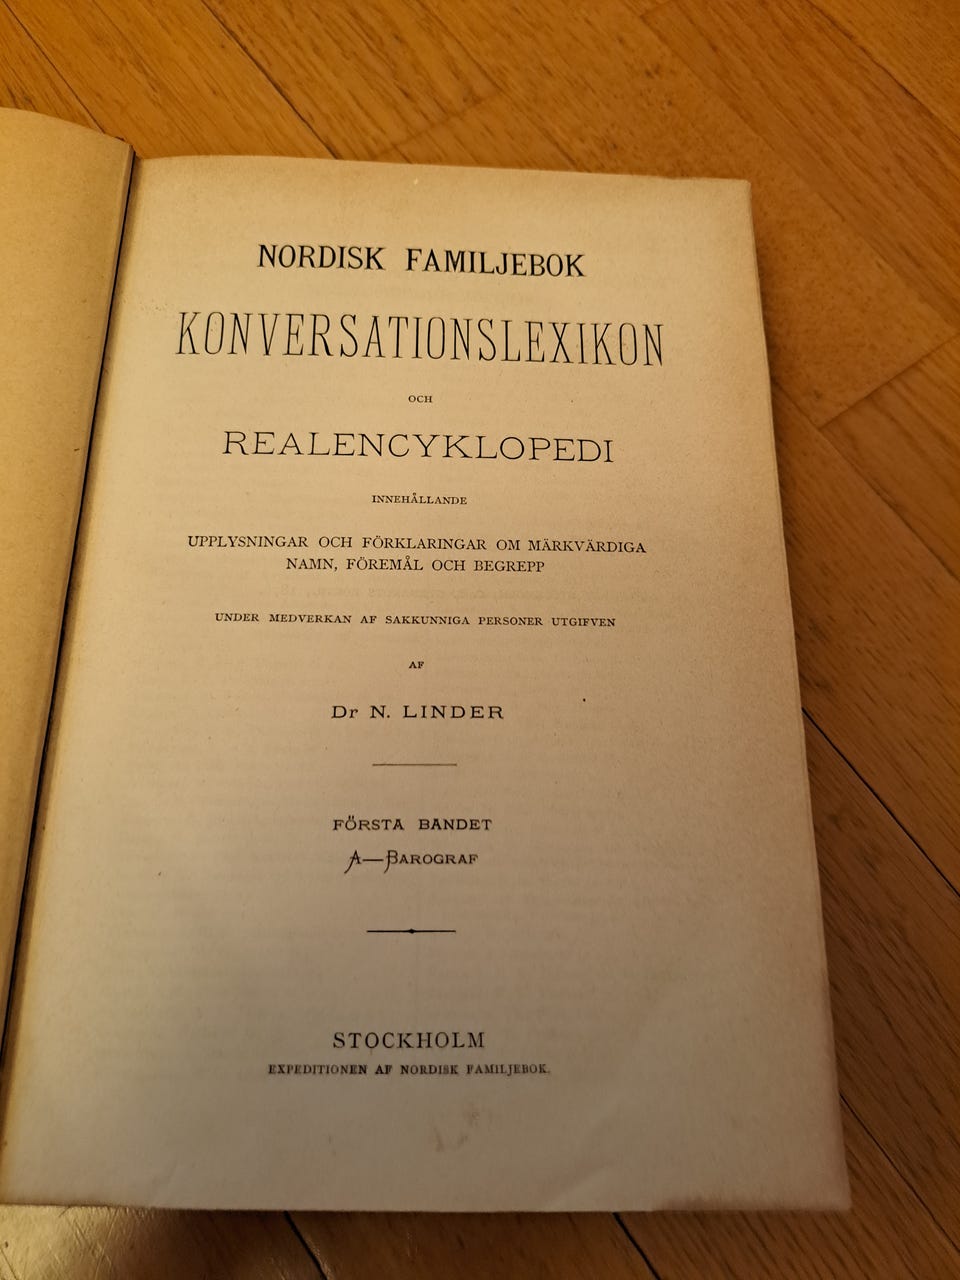 NORDISK FAMILJEBOK
KONVERSATIONSLEXIKON
OCH
REALENCYKLOPEDI
INNEHÅLLANDE
UPPLYSNINGAR OCH FÖRKLARINGAR OM MÄRKVÄRDIGA
NAMN, FÖREMÅL OCH BEGREPP
UNDER MEDVERKAN AF SAKKUNNIGA PERSONER UTGIFVEN
AF
Dr N. LINDER
FÖRSTA BANDET
A—BAROGRAF
STOCKHOLM
EXPEDITIONEN AF NORDISK FAMILJEBOK.